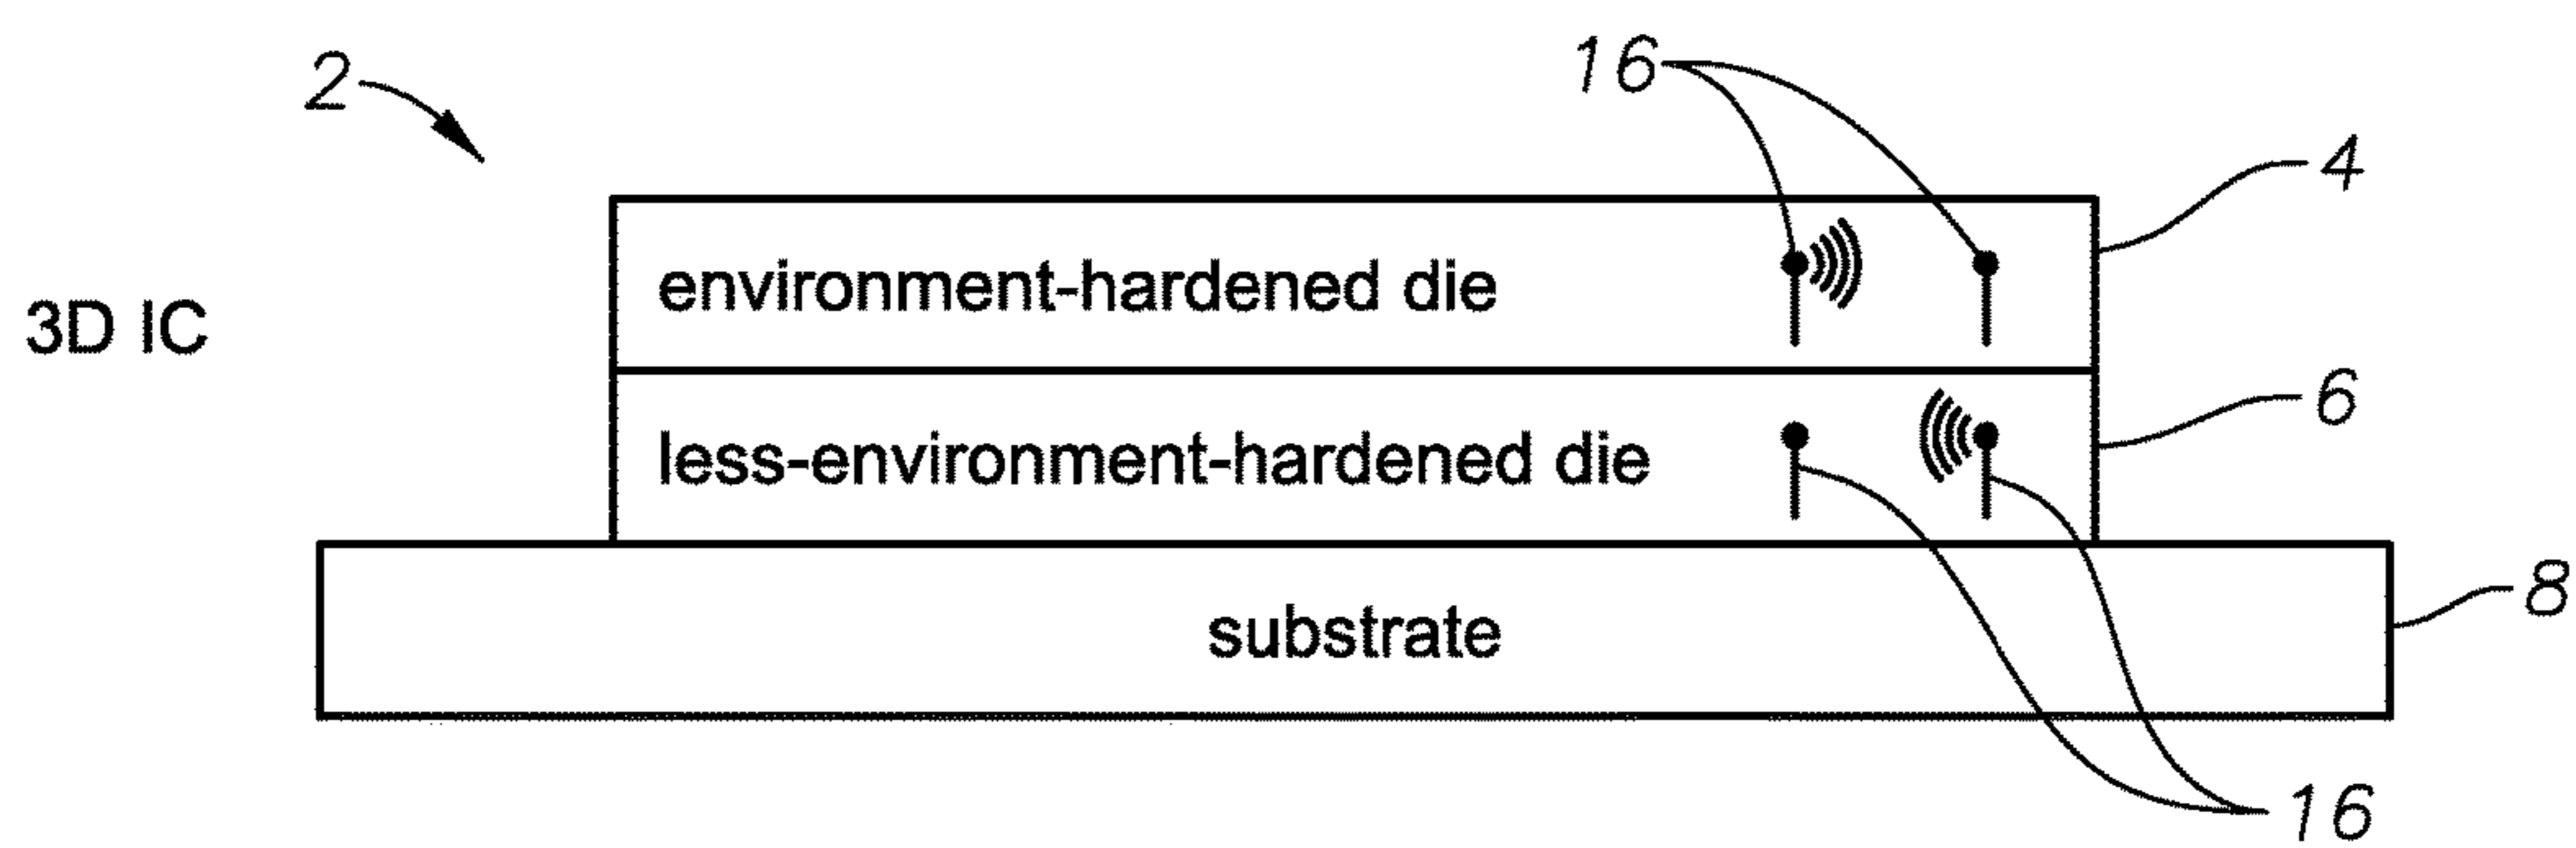 2
16
4
environment-hardened die
3D IC
6
less-environment-hardened die
8
substrate
16